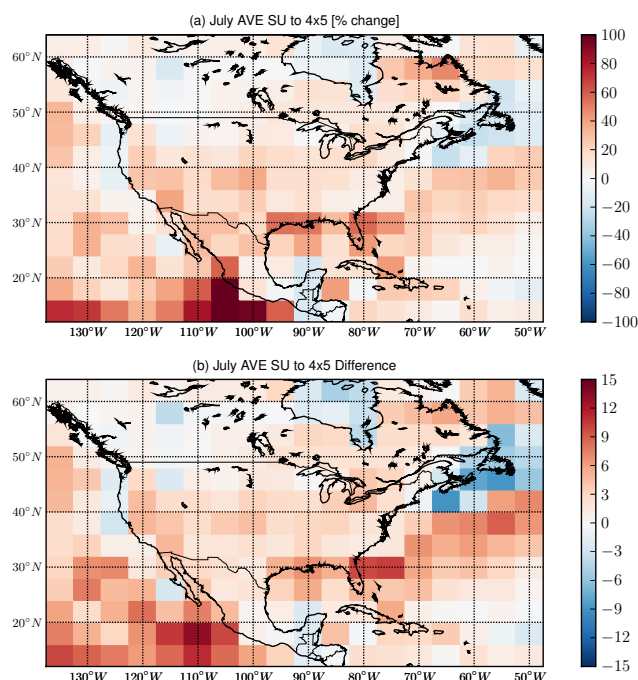 (a) July AVE SU to 4x5 [% change]
60°N
50°N
40°N
30°N
20°N
130°W 120°W 110°W 100°W 90°W 80°W 70°W 60°W 50°W
100
80
60
40
20
0
−20
−40
−60
−80
−100
(b) July AVE SU to 4x5 Difference
60°N
50°N
40°N
30°N
20°N
130°W 120°W 110°W 100°W 90°W 80°W 70°W 60°W 50°W
15
12
9
6
3
0
−3
−6
−9
−12
−15